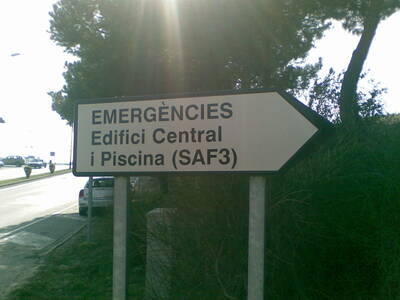 EMERGÈNCIES
Edifici Central
i Piscina (SAF3)